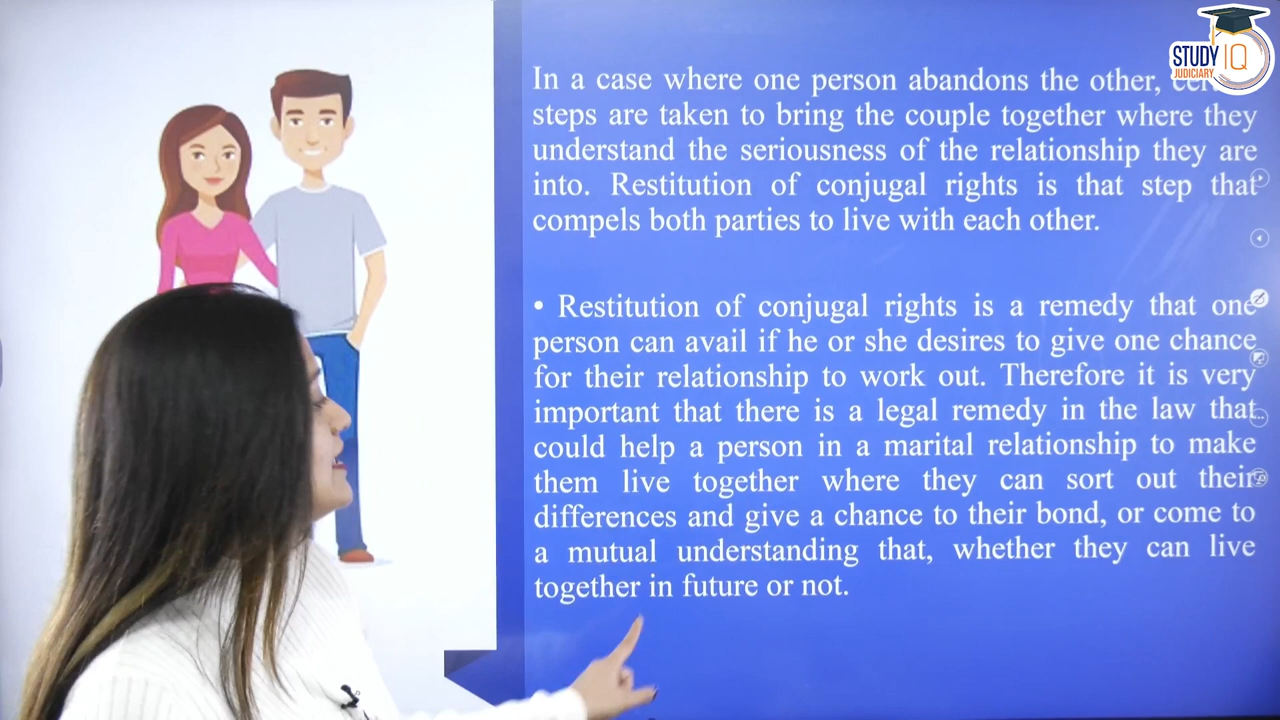 STUDY IQ
JUDICIARY
In a case where one person abandons the other,
steps are taken to bring the couple together where they
understand the seriousness of the relationship they are
into. Restitution of conjugal rights is that step that
compels both parties to live with each other.
• Restitution of conjugal rights is a remedy that one
person can avail if he or she desires to give one chance
for their relationship to work out. Therefore it is very
important that there is a legal remedy in the law that
could help a person in a marital relationship to make
them live together where they can sort out their
differences and give a chance to their bond, or come to
a mutual understanding that, whether they can live
together in future or not.